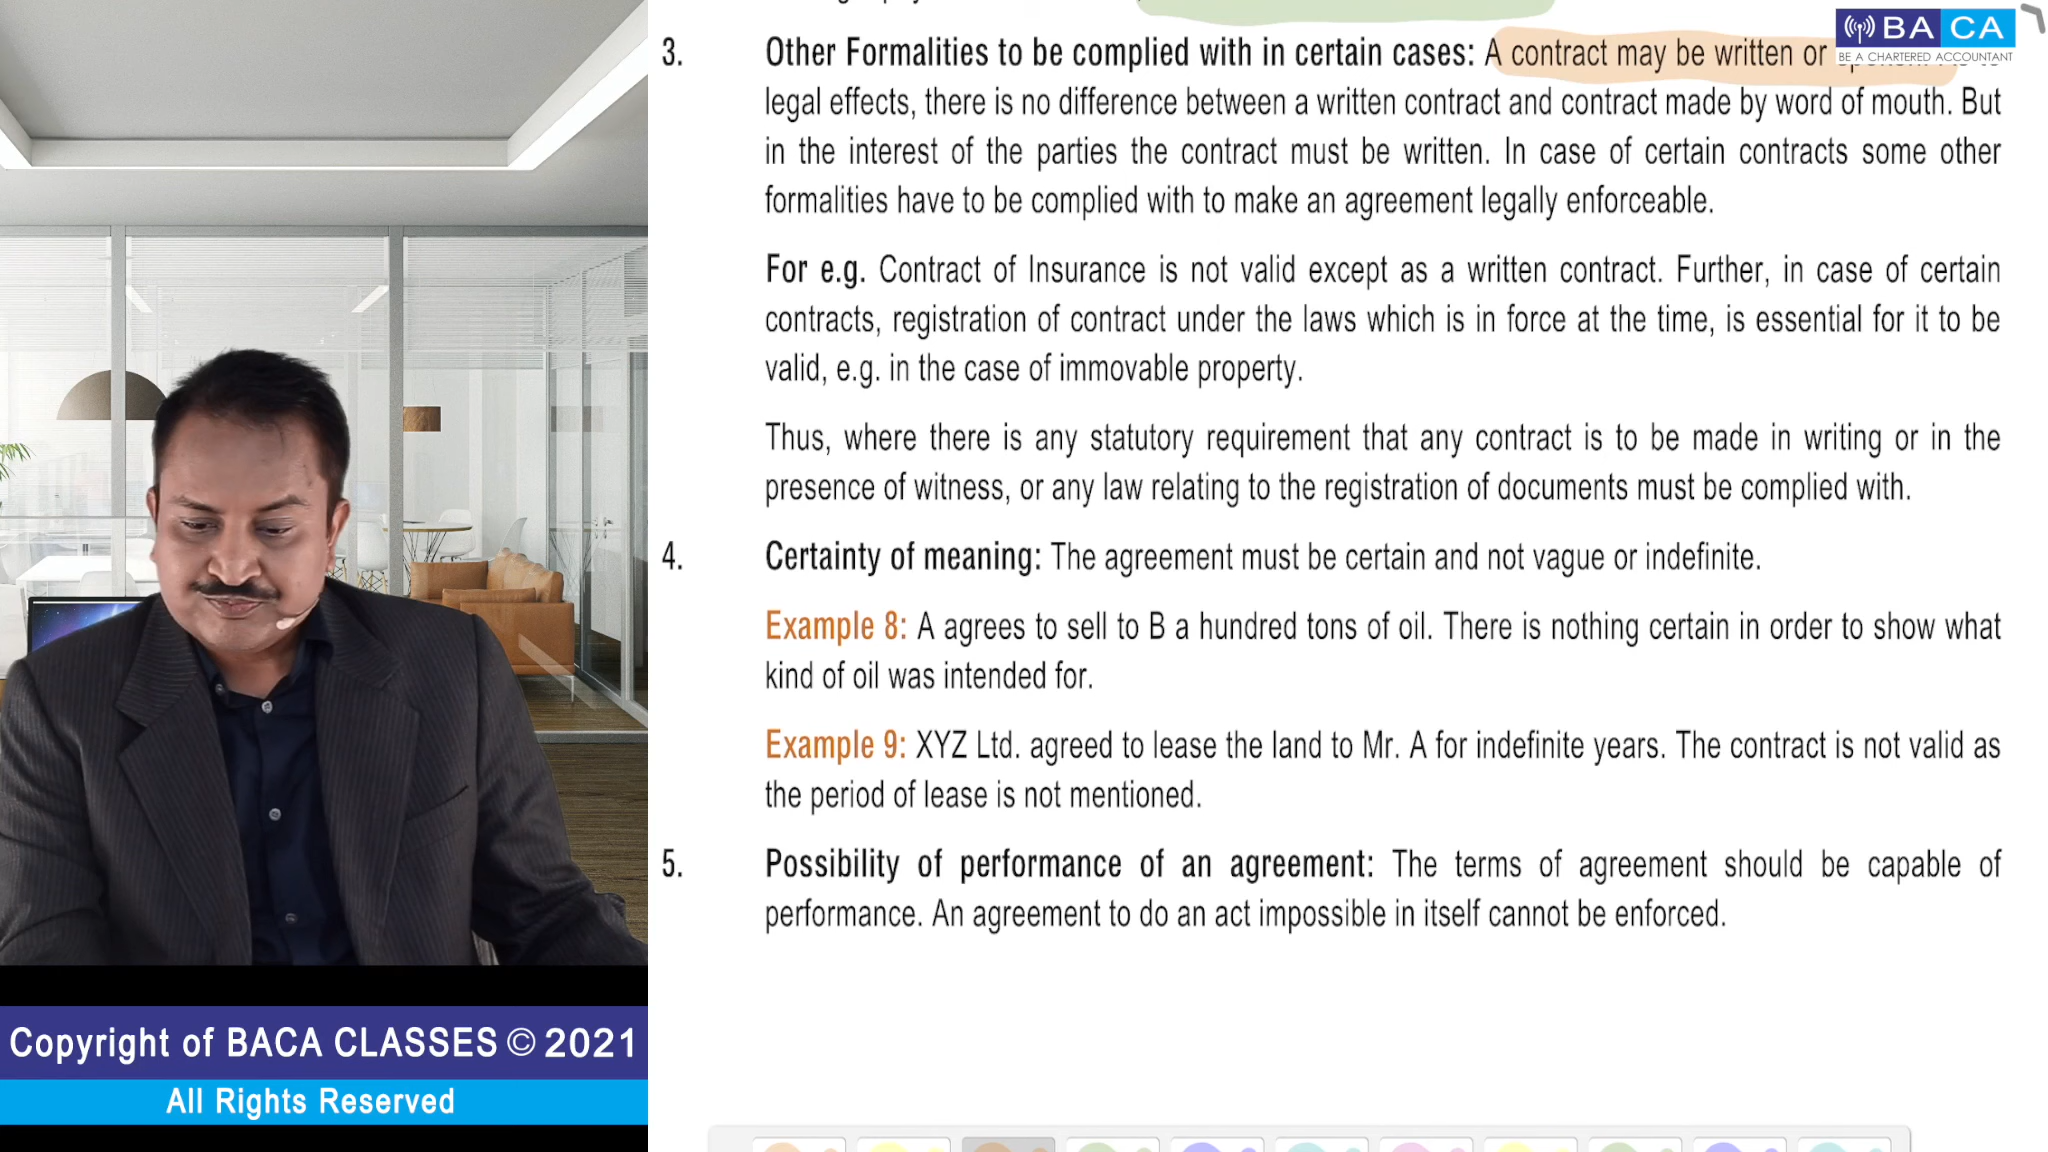 BACA
BE A CHARTERED ACCOUNTANT
3. Other Formalities to be complied with in certain cases: A contract may be written or
legal effects, there is no difference between a written contract and contract made by word of mouth. But
in the interest of the parties the contract must be written. In case of certain contracts some other
formalities have to be complied with to make an agreement legally enforceable.
For e.g. Contract of Insurance is not valid except as a written contract. Further, in case of certain
contracts, registration of contract under the laws which is in force at the time, is essential for it to be
valid, e.g. in the case of immovable property.
Thus, where there is any statutory requirement that any contract is to be made in writing or in the
presence of witness, or any law relating to the registration of documents must be complied with.
4. Certainty of meaning: The agreement must be certain and not vague or indefinite.
Example 8: A agrees to sell to B a hundred tons of oil. There is nothing certain in order to show what
kind of oil was intended for.
Example 9: XYZ Ltd. agreed to lease the land to Mr. A for indefinite years. The contract is not valid as
the period of lease is not mentioned.
5. Possibility of performance of an agreement: The terms of agreement should be capable of
performance. An agreement to do an act impossible in itself cannot be enforced.
Copyright of BACA CLASSES © 2021
All Rights Reserved